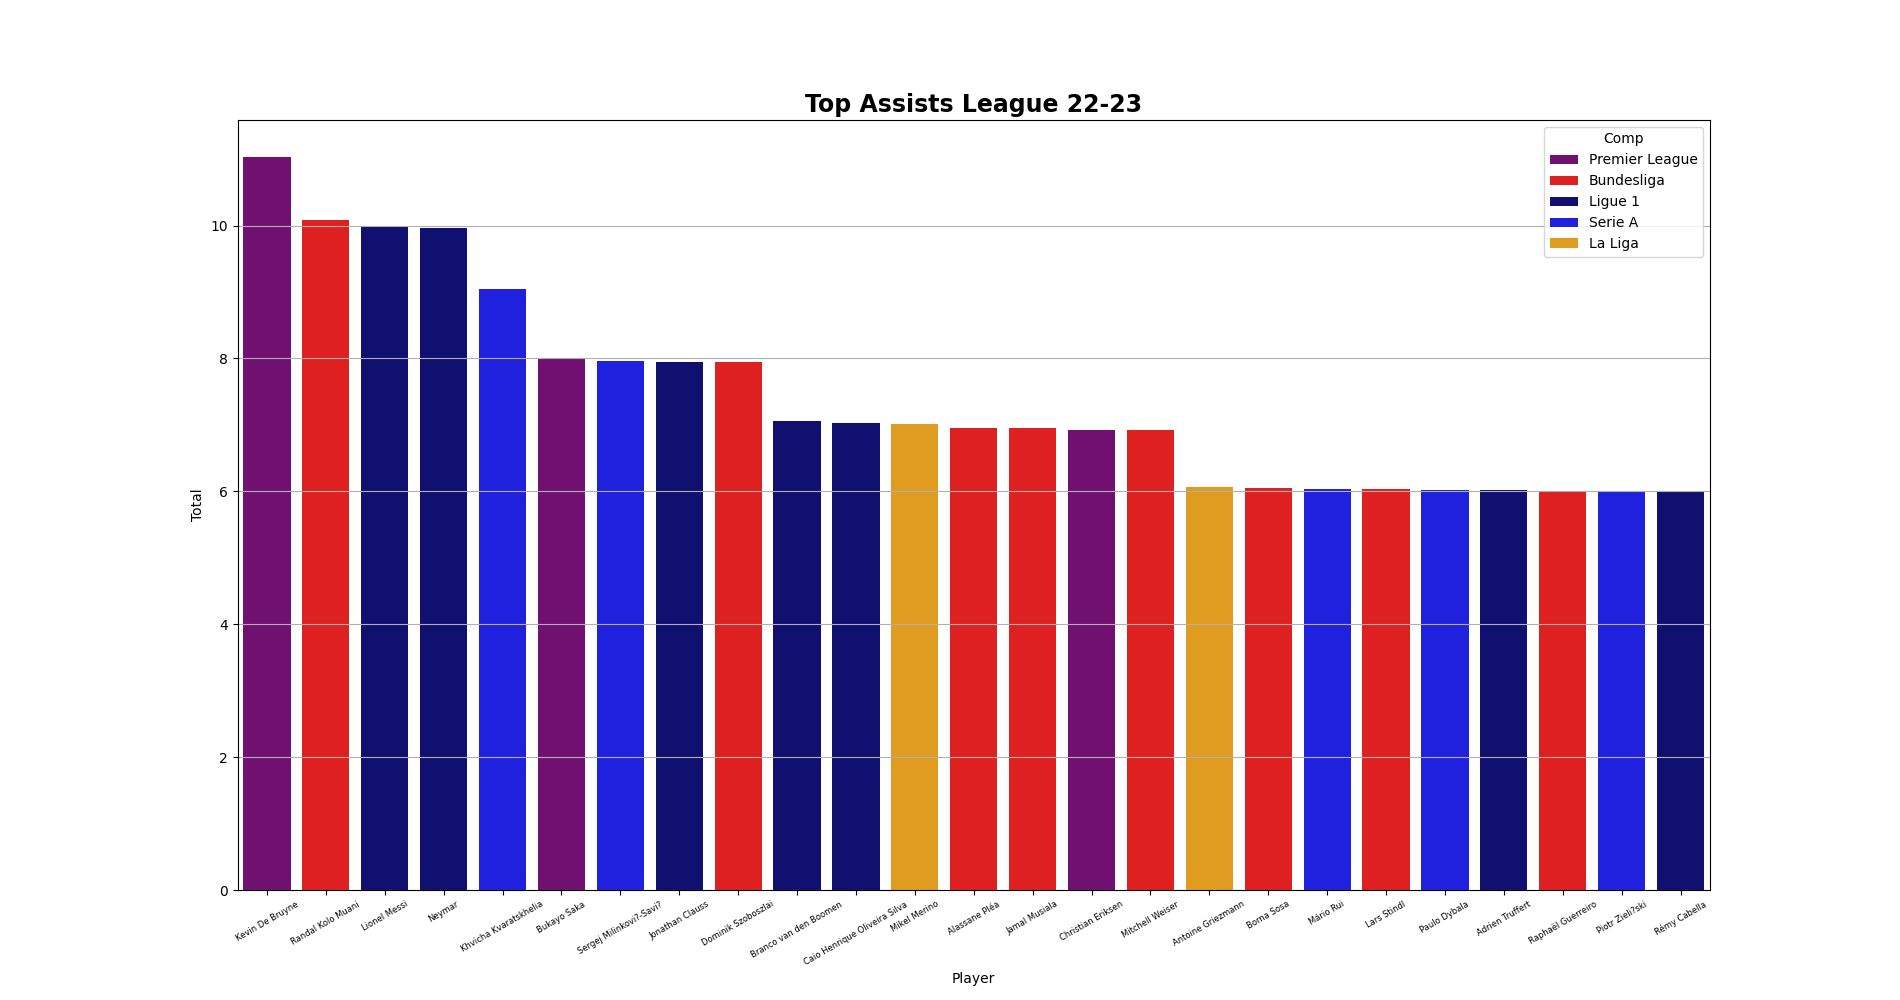 Top Assists League 22-23
Comp
Premier League
Bundesliga
Ligue 1
Serie A
La Liga
Total
10
8
6
4
2
0
Kevin De Bruyne
Randal Kolo Muani
Lionel Messi
Neymar
Khvicha Kvaratskhelia
Bukayo Saka
Sergej Milinkovi?-Savi?
Jonathan Clauss
Dominik Szoboszlai
Branco van den Boomen
Caio Henrique Oliveira Silva
Mikel Merino
Alassane Pléa
Jamal Musiala
Christian Eriksen
Mitchell Weiser
Antoine Griezmann
Borna Sosa
Mário Rui
Lars Stindl
Paulo Dybala
Adrien Truffert
Raphaël Guerreiro
Piotr Zieli?ski
Rémy Cabella
Player